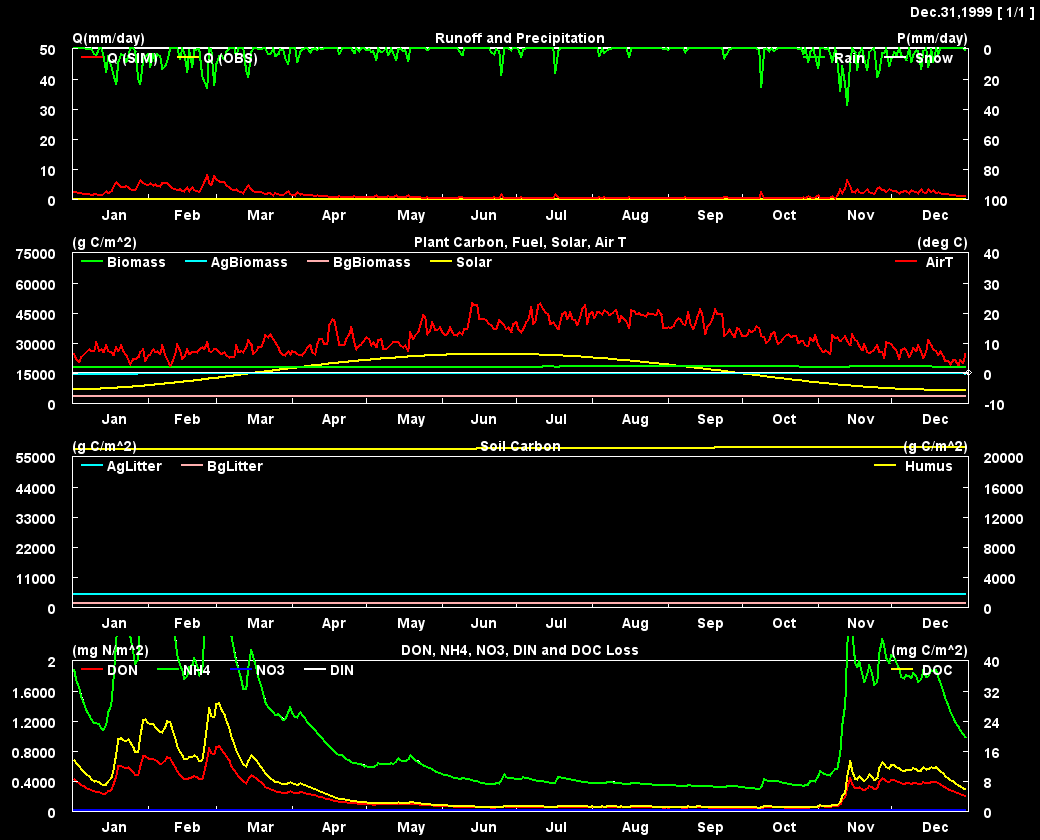 Dec.31,1999 [ 1/1 ]
Q(mm/day) Runoff and Precipitation P(mm/day)
50 Q (SIM) Q (OBS) Rain Snow 0
40 20
30 40
20 60
10 80
0 100
Jan Feb Mar Apr May Jun Jul Aug Sep Oct Nov Dec
(g C/m^2) Plant Carbon, Fuel, Solar, Air T (deg C)
75000 40
Biomass AgBiomass BgBiomass Solar AirT
60000 30
45000 20
30000 10
15000 0
0 -10
Jan Feb Mar Apr May Jun Jul Aug Sep Oct Nov Dec
(g C/m^2) Soil Carbon (g C/m^2)
55000 20000
AgLitter BgLitter Humus
44000 16000
33000 12000
22000 8000
11000 4000
0 0
Jan Feb Mar Apr May Jun Jul Aug Sep Oct Nov Dec
(mg N/m^2) DON, NH4, NO3, DIN and DOC Loss (mg C/m^2)
2 40
DON NH4 NO3 DIN DOC
1.6000 32
1.2000 24
0.8000 16
0.4000 8
0 0
Jan Feb Mar Apr May Jun Jul Aug Sep Oct Nov Dec